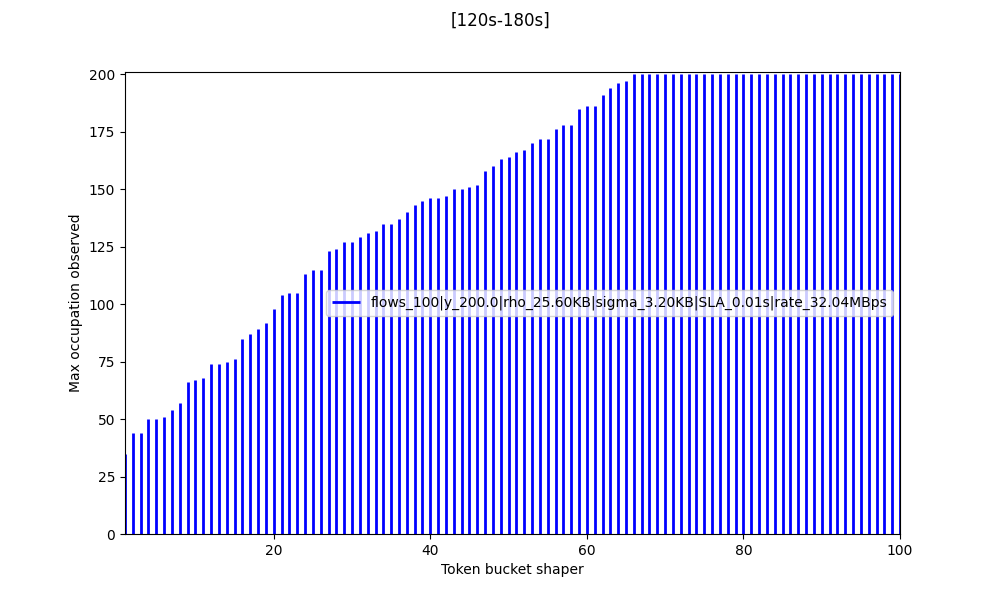 [120s-180s]
200
175
150
125
100
75
50
25
0
Max occupation observed
flows_100|y_200.0|rho_25.60KB|sigma_3.20KB|SLA_0.01s|rate_32.04MBps
20 40 60 80 100
Token bucket shaper